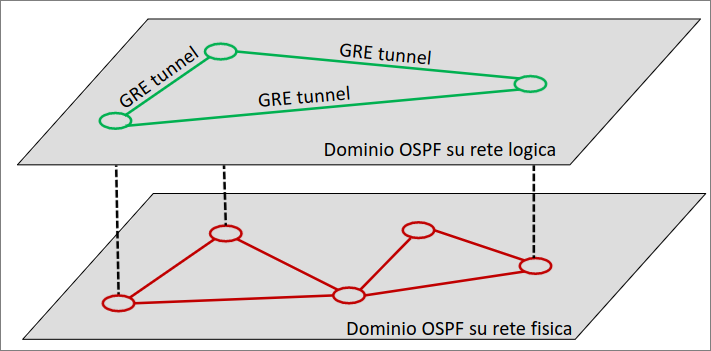 GRE tunnel
GRE tunnel
GRE tunnel
Dominio OSPF su rete logica
Dominio OSPF su rete fisica